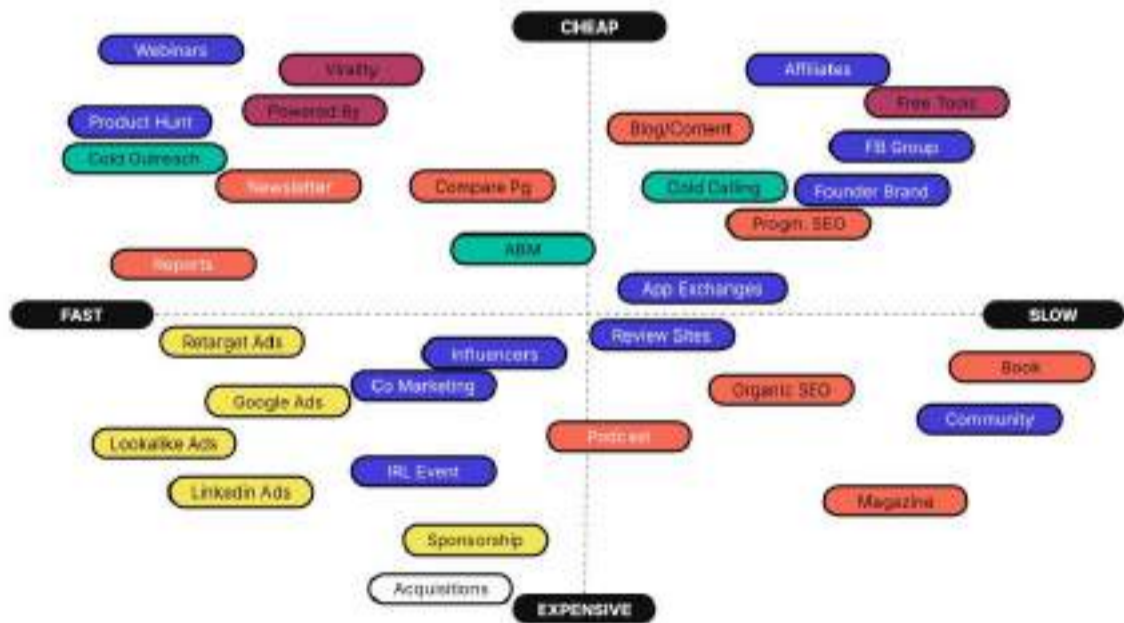 CHEAP
Webinars
Virality
Affiliates
Powered By
Free Tools
Product Hunt
Blog/Content
FB Group
Cold Outreach
Newsletter
Compare Pg
Cold Calling
Founder Brand
Progm. SEO
ABM
Reports
App Exchanges
FAST
SLOW
Retarget Ads
Review Sites
Influencers
Book
Co Marketing
Organic SEO
Google Ads
Community
Lookalike Ads
Podcast
IRL Event
Linkedin Ads
Magazine
Sponsorship
Acquisitions
EXPENSIVE